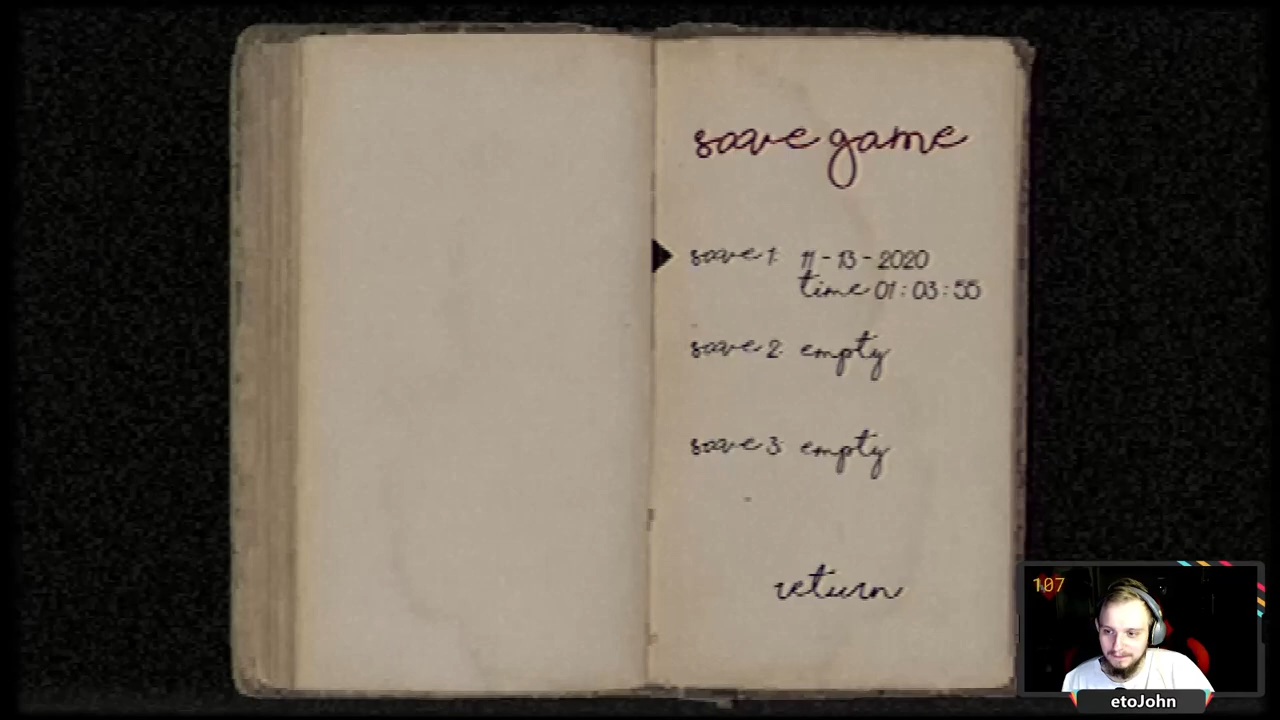 save game
save 1: 11 - 13 - 2020
time 01 : 03 : 55
save 2: empty
save 3: empty
return
107
etoJohn